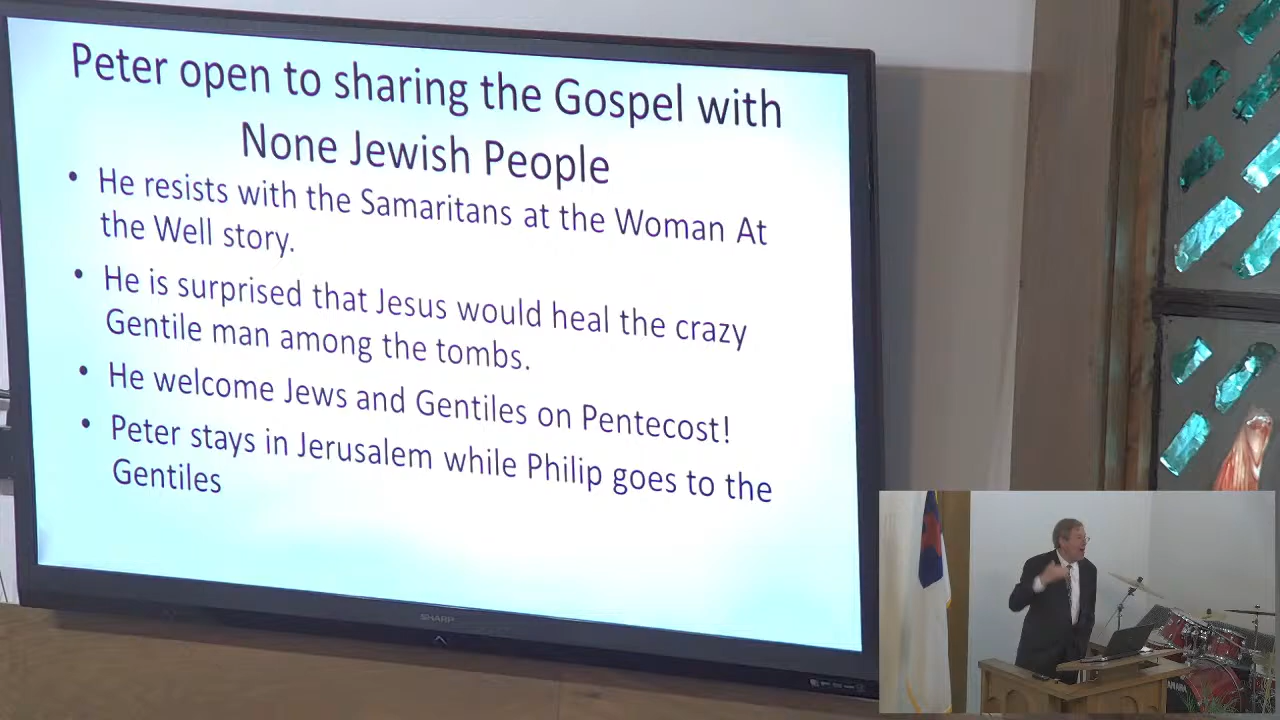 Peter open to sharing the Gospel with
None Jewish People
• He resists with the Samaritans at the Woman At
the Well story.
• He is surprised that Jesus would heal the crazy
Gentile man among the tombs.
• He welcome Jews and Gentiles on Pentecost!
• Peter stays in Jerusalem while Philip goes to the
Gentiles
SHARP
YAMAHA